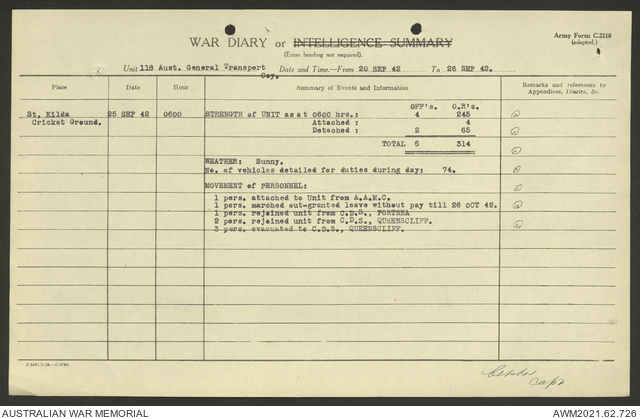 WAR DIARY or INTELLIGENCE SUMMARY
Army Form C.2118
(adapted.)
(Erase heading not required).
Unit 118 Aust. General Transport Coy. Date and Time.—From 20 SEP 42 To 26 SEP 42.
Place Date Hour Summary of Events and Information Remarks and references to Appendices, Diaries, &c.
OFF's. O.R's.
St, Kilda 25 SEP 42 0600 STRENGTH of UNIT as at 0600 hrs.: 4 245
Cricket Ground. Attached : 4
Detached : 2 65
TOTAL 6 314
WEATHER: Sunny.
No. of vehicles detailed for duties during day: 74.
MOVEMENT OF PERSONNEL:
1 pers. attached to Unit from A.A.M.C.
1 pers. marched out-granted leave without pay till 26 OCT 42.
1 pers. rejoined unit from C.D.S., PORTSEA
2 pers. rejoined unit from C.D.S., QUEENSCLIFF.
3 pers. evacuated to C.D.S., QUEENSCLIFF.
Capt
AUSTRALIAN WAR MEMORIAL
AWM2021.62.726